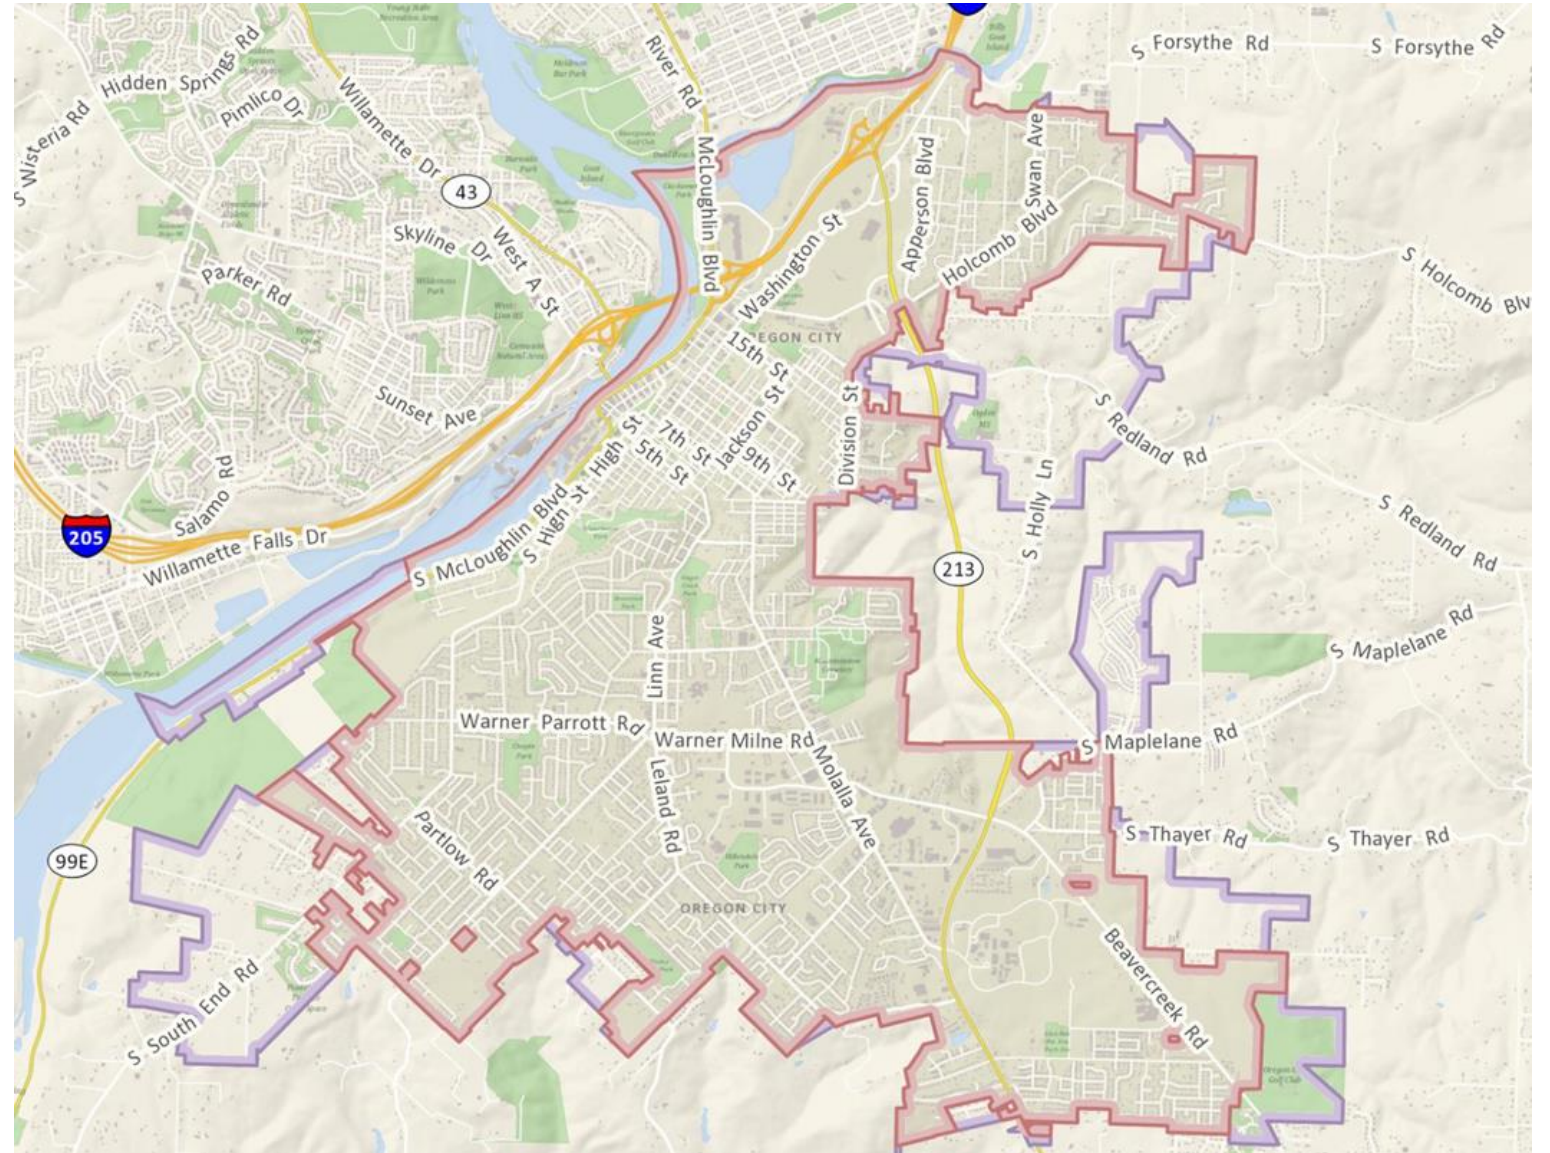 S Forsythe Rd
S Forsythe Rd
River Rd
Hidden Springs Rd
Pimlico Dr
S Wisteria Rd
Willamette Dr
43
McLoughlin Blvd
Swan Ave
Apperson Blvd
Holcomb Blvd
Skyline Dr
West A St
Washington St
S Holcomb Blv
Parker Rd
15th St
Sunset Ave
Jackson St
7th St
5th St
9th St
High St
Division St
S Redland Rd
S Holly Ln
S Redland Rd
Salamo Rd
205
Willamette Falls Dr
S McLoughlin Blvd
S High St
213
Linn Ave
S Maplelane Rd
Warner Parrott Rd
Warner Milne Rd
S Maplelane Rd
Leland Rd
Molalla Ave
Partlow Rd
S Thayer Rd
S Thayer Rd
99E
OREGON CITY
Beavercreek Rd
S South End Rd